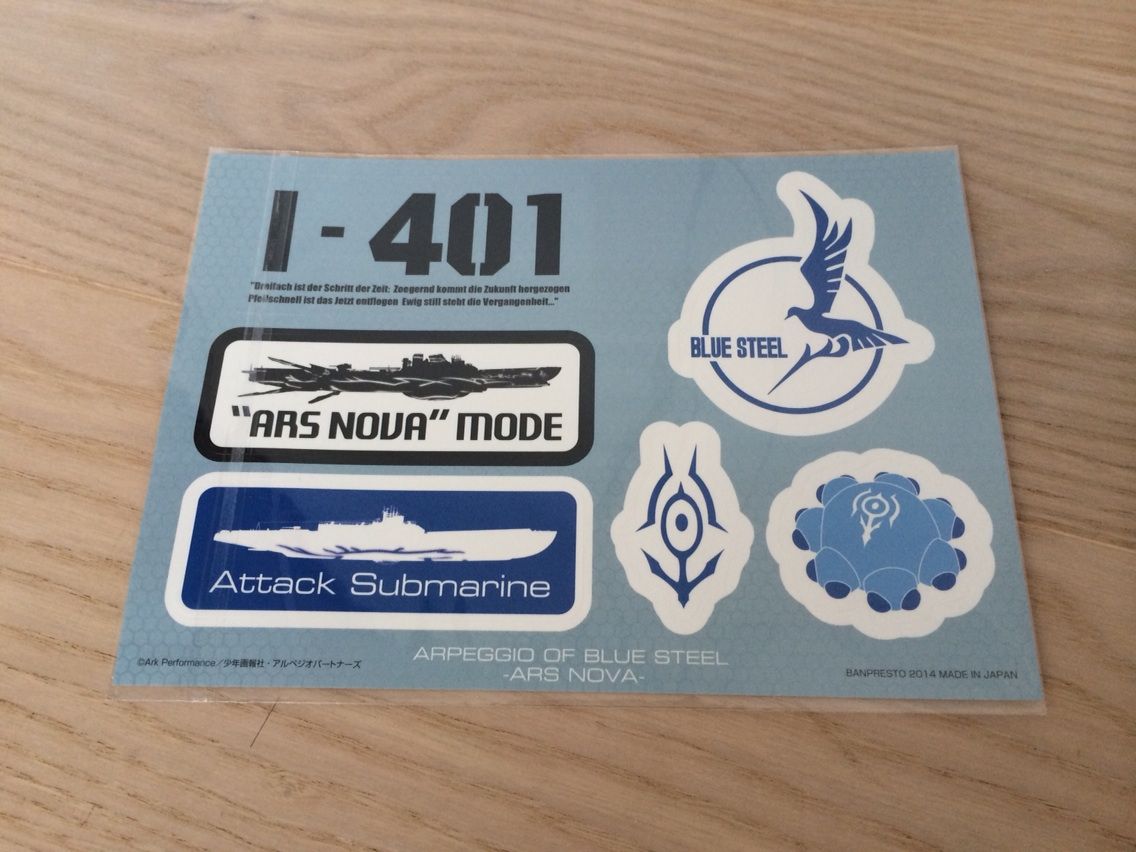 I-401
"Dreifach ist der Schritt der Zeit: Zoegernd kommt die Zukunft hergezogen
Pfeilschnell ist das Jetzt entflogen Ewig still steht die Vergangenheit..."
BLUE STEEL
"ARS NOVA" MODE
Attack Submarine
©Ark Performance／少年画報社・アルペジオパートナーズ
ARPEGGIO OF BLUE STEEL
-ARS NOVA-
BANPRESTO 2014 MADE IN JAPAN